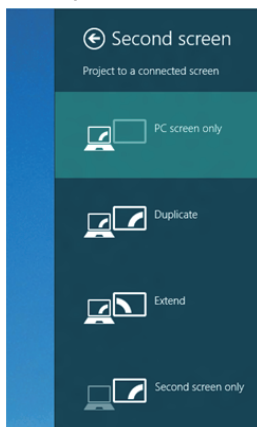 Second screen
Project to a connected screen
PC screen only
Duplicate
Extend
Second screen only